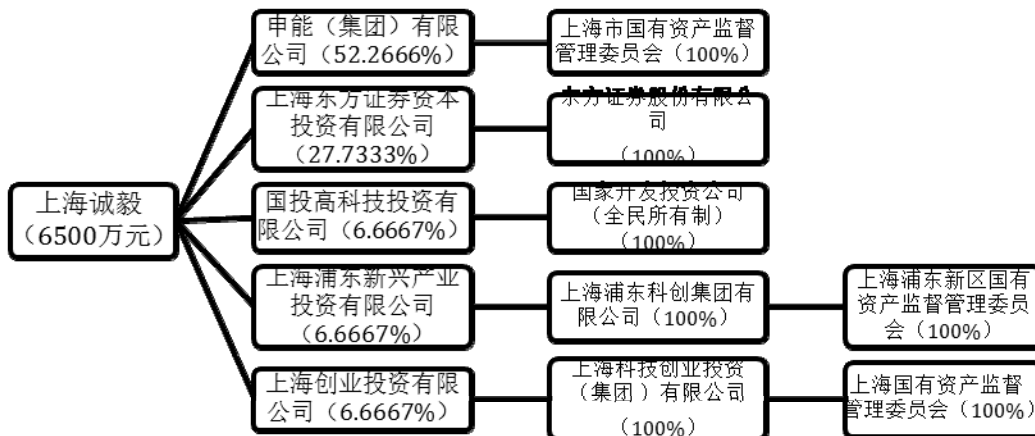 申能（集团）有限
公司（52.2666%）
上海市国有资产监督
管理委员会（100%）
上海东方证券资本
投资有限公司
（27.7333%）
东方证券股份有限公
司
（100%）
上海诚毅
（6500万元）
国投高科技投资有
限公司（6.6667%）
国家开发投资公司
（全民所有制）
（100%）
上海浦东新兴产业
投资有限公司
（6.6667%）
上海浦东科创集团有
限公司（100%）
上海浦东新区国有
资产监督管理委员
会（100%）
上海创业投资有限
公司（6.6667%）
上海科技创业投资
（集团）有限公司
（100%）
上海国有资产监督
管理委员会（100%）